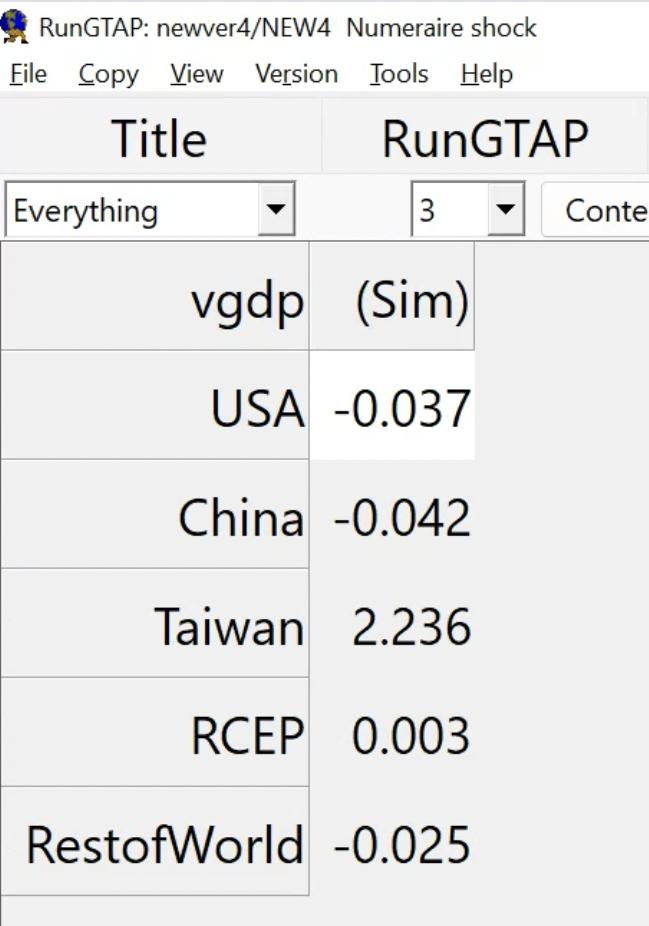 RunGTAP: newver4/NEW4  Numeraire shock
File Copy View Version Tools Help
Title RunGTAP
Everything 3 Conte
vgdp (Sim)
USA -0.037
China -0.042
Taiwan 2.236
RCEP 0.003
RestofWorld -0.025